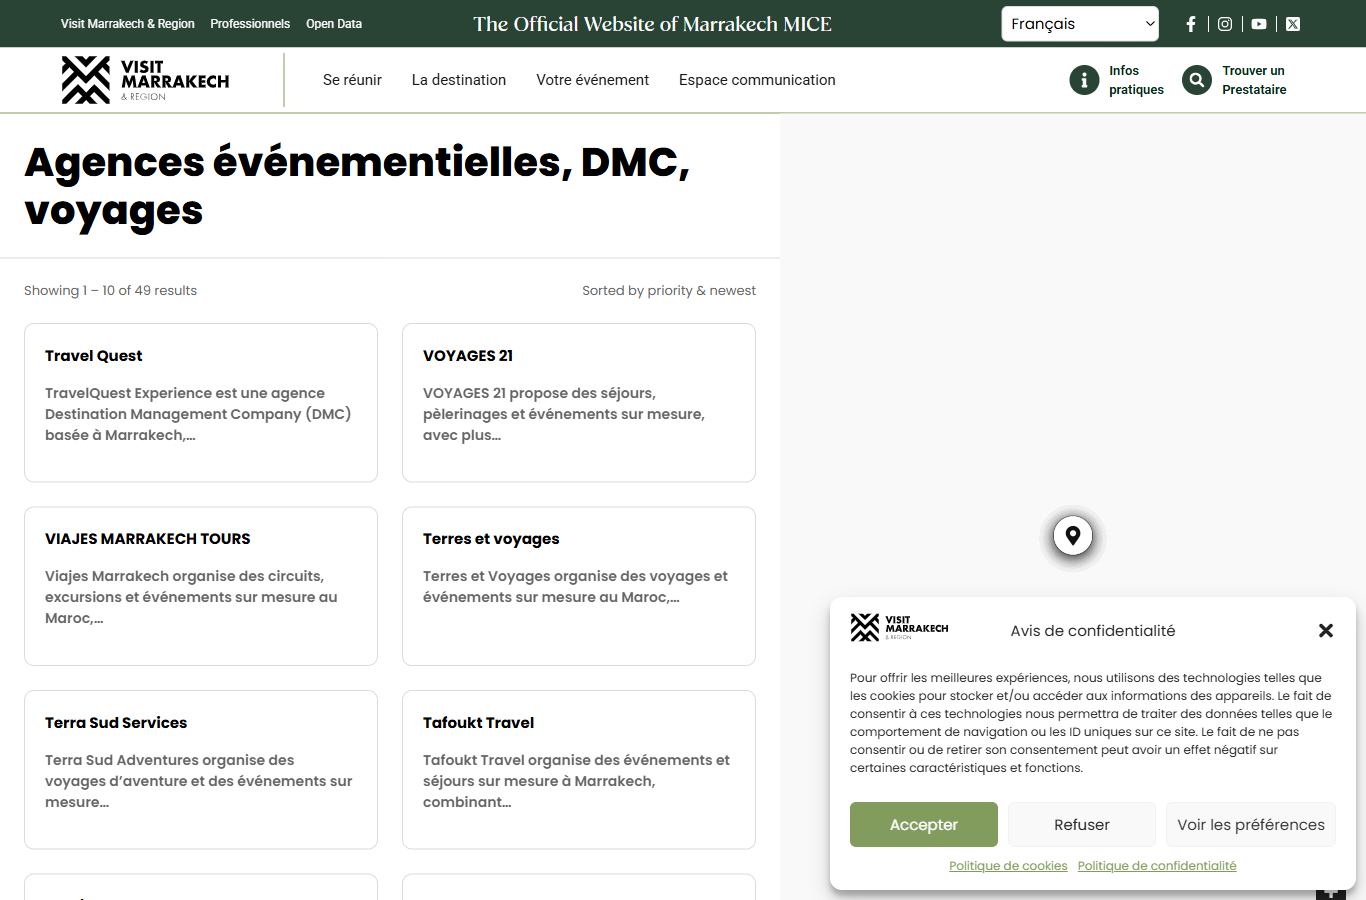 Visit Marrakech & Region
Professionnels
Open Data
The Official Website of Marrakech MICE
Français
VISIT
MARRAKECH
& REGION
Se réunir
La destination
Votre événement
Espace communication
Infos
pratiques
Trouver un
Prestataire
Agences événementielles, DMC,
voyages
Showing 1 – 10 of 49 results
Sorted by priority & newest
Travel Quest
TravelQuest Experience est une agence
Destination Management Company (DMC)
basée à Marrakech,...
VOYAGES 21
VOYAGES 21 propose des séjours,
pèlerinages et événements sur mesure,
avec plus...
VIAJES MARRAKECH TOURS
Viajes Marrakech organise des circuits,
excursions et événements sur mesure au
Maroc,...
Terres et voyages
Terres et Voyages organise des voyages et
événements sur mesure au Maroc,...
Terra Sud Services
Terra Sud Adventures organise des
voyages d’aventure et des événements sur
mesure...
Tafoukt Travel
Tafoukt Travel organise des événements et
séjours sur mesure à Marrakech,
combinant...
VISIT
MARRAKECH
& REGION
Avis de confidentialité
Pour offrir les meilleures expériences, nous utilisons des technologies telles que
les cookies pour stocker et/ou accéder aux informations des appareils. Le fait de
consentir à ces technologies nous permettra de traiter des données telles que le
comportement de navigation ou les ID uniques sur ce site. Le fait de ne pas
consentir ou de retirer son consentement peut avoir un effet négatif sur
certaines caractéristiques et fonctions.
Accepter
Refuser
Voir les préférences
Politique de cookies
Politique de confidentialité